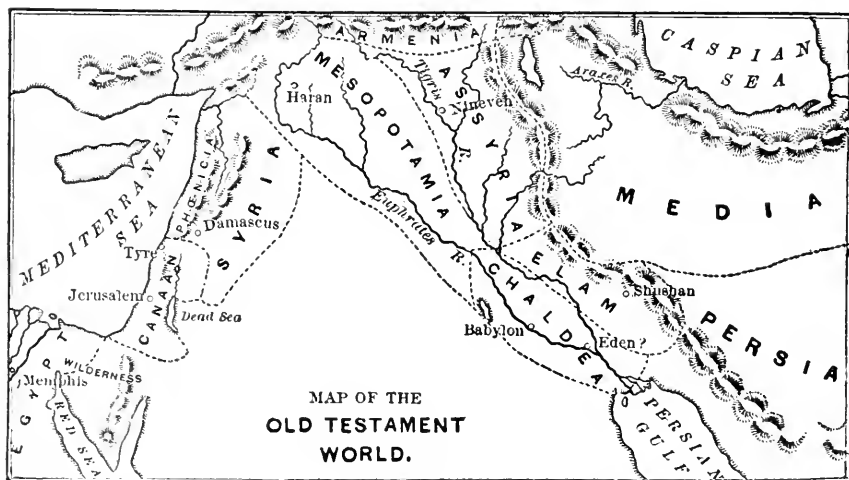 ARMENIA
CASPIAN
SEA
MESOPOTAMIA
ASSYRIA
Tigris R.
Araxes R.
Haran
Nineveh
MEDITERRANEAN
SEA
PHŒNICIA
SYRIA
MEDIA
Damascus
Tyre
Euphrates R.
ELAM
CANAAN
Jerusalem
Dead Sea
CHALDEA
Shushan
PERSIA
Babylon
Eden?
EGYPT
WILDERNESS
Memphis
RED SEA
PERSIAN
GULF
MAP OF THE
OLD TESTAMENT
WORLD.